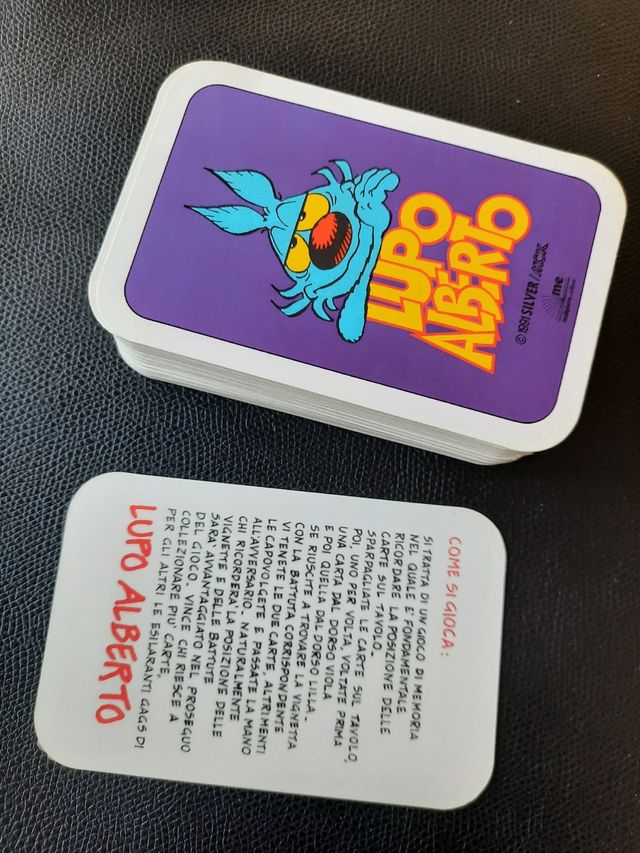 LUPO
ALBERTO
© 1991 SILVER/MCK
me
COME SI GIOCA:
SI TRATTA DI UN GIOCO DI MEMORIA
NEL QUALE E' FONDAMENTALE
RICORDARE LA POSIZIONE DELLE
CARTE SUL TAVOLO.
SPARPAGLIATE LE CARTE SUL TAVOLO,
POI, UNO PER VOLTA, VOLTATE PRIMA
UNA CARTA DAL DORSO VIOLA
E POI QUELLA DAL DORSO LILLA.
SE RIUSCITE A TROVARE LA VIGNETTA
CON LA BATTUTA CORRISPONDENTE
VI TENETE LE DUE CARTE, ALTRIMENTI
LE CAPOVOLGETE E PASSATE LA MANO
ALL'AVVERSARIO. NATURALMENTE
CHI RICORDERA' LA POSIZIONE DELLE
VIGNETTE E DELLE BATTUTE
SARA' AVVANTAGGIATO NEL PROSEGUO
DEL GIOCO. VINCE CHI RIESCE A
COLLEZIONARE PIU' CARTE,
PER GLI ALTRI LE ESILARANTI GAGS DI
LUPO ALBERTO